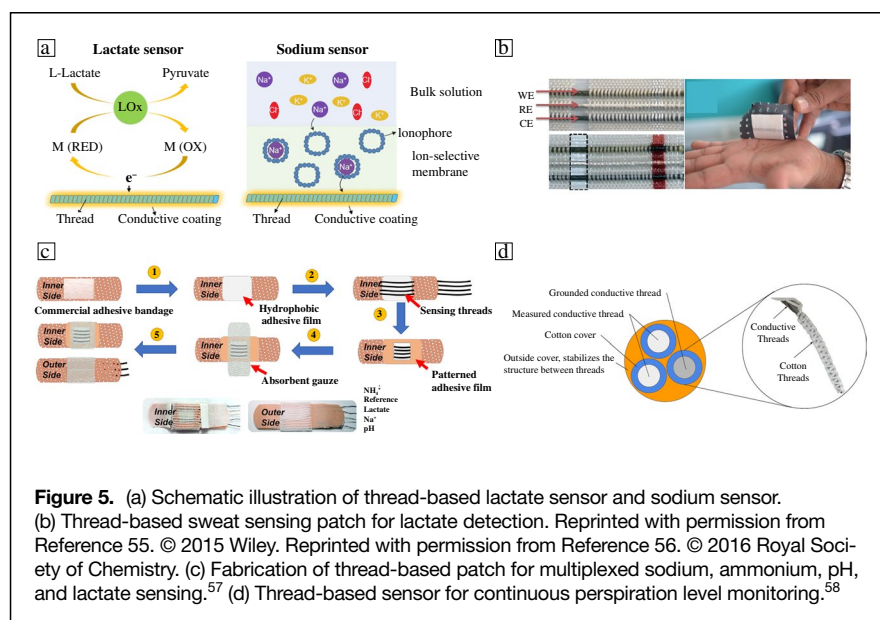 a
Lactate sensor
L-Lactate
Pyvurate
LOx
M (RED)
M (OX)
e−
Thread
Conductive coating
Sodium sensor
Na+
K+
Cl-
Bulk solution
Ionophore
Ion-selective
membrane
Na+
Thread
Conductive coating
b
WE
RE
CE
c
Inner
Side
Commercial adhesive bandage
1
Inner
Side
Hydrophobic
adhesive film
2
Inner
Side
Sensing threads
3
Inner
Side
Patterned
adhesive film
4
Inner
Side
Absorbent gauze
5
Inner
Side
Outer
Side
Inner
Side
Outer
Side
NH₄⁺
Reference
Lactate
Na⁺
pH
d
Grounded conductive thread
Measured conductive thread
Cotton cover
Outside cover, stabilizes the
structure between threads
Conductive
Threads
Cotton
Threads
Figure 5. (a) Schematic illustration of thread-based lactate sensor and sodium sensor.
(b) Thread-based sweat sensing patch for lactate detection. Reprinted with permission from
Reference 55. © 2015 Wiley. Reprinted with permission from Reference 56. © 2016 Royal Soci-
ety of Chemistry. (c) Fabrication of thread-based patch for multiplexed sodium, ammonium, pH,
and lactate sensing.57 (d) Thread-based sensor for continuous perspiration level monitoring.58